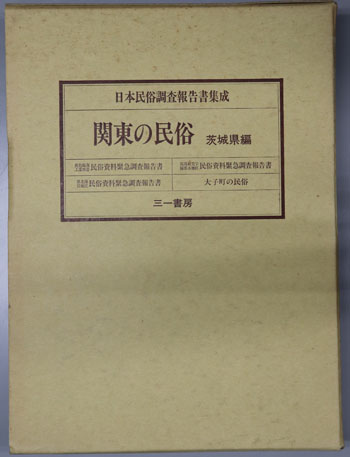 日本民俗調査報告書集成
関東の民俗 茨城県編
民俗資料緊急調査報告書 民俗資料緊急調査報告書
民俗資料緊急調査報告書 大子町の民俗
三一書房